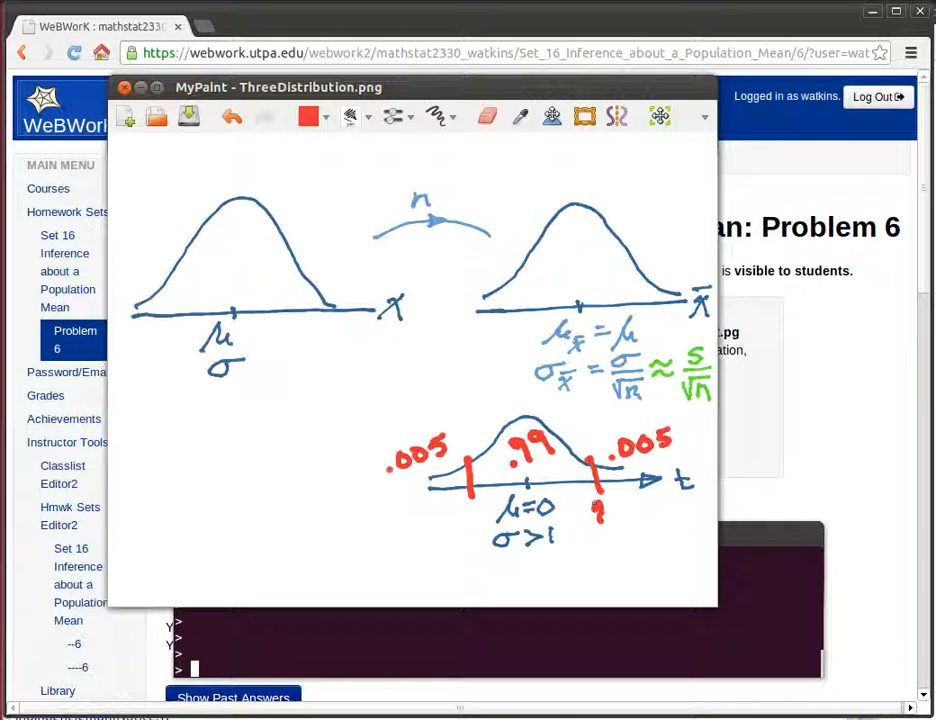 WeBWorK : mathstat2330
https://webwork.utpa.edu/webwork2/mathstat2330_watkins/Set_16_Inference_about_a_Population_Mean/6/?user=wat
MyPaint - ThreeDistribution.png
WeBWorK
Logged in as watkins.
Log Out
MAIN MENU
Courses
Homework Sets
Set 16
Inference
about a
Population
Mean
Problem
6
Password/Ema
Grades
Achievements
Instructor Tools
Classlist
Editor2
Hmwk Sets
Editor2
Set 16
Inference
about a
Population
Mean
--6
----6
Library
an: Problem 6
is visible to students.
t.pg
ation,
n
x
μ
σ
x̄
μx̄ = μ
σx̄ = σ/√n ≈ s/√n
.005
.99
.005
t
μ=0
σ>1
q
>
>
>
>
Show Past Answers